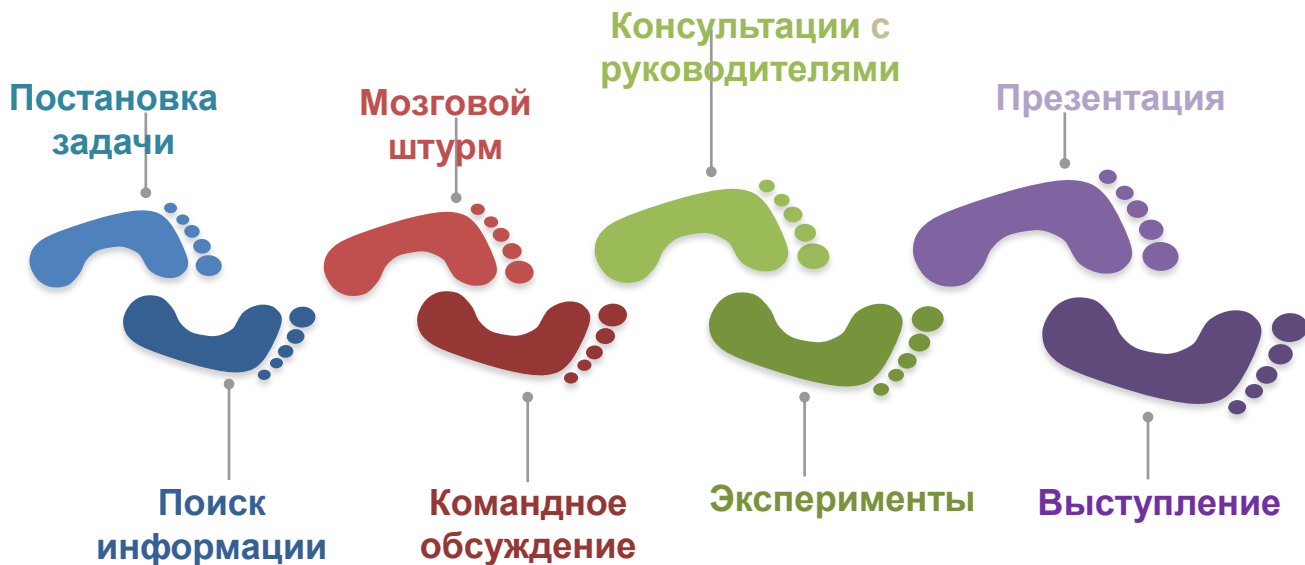 Постановка
задачи
Поиск
информации
Мозговой
штурм
Командное
обсуждение
Консультации с
руководителями
Эксперименты
Презентация
Выступление